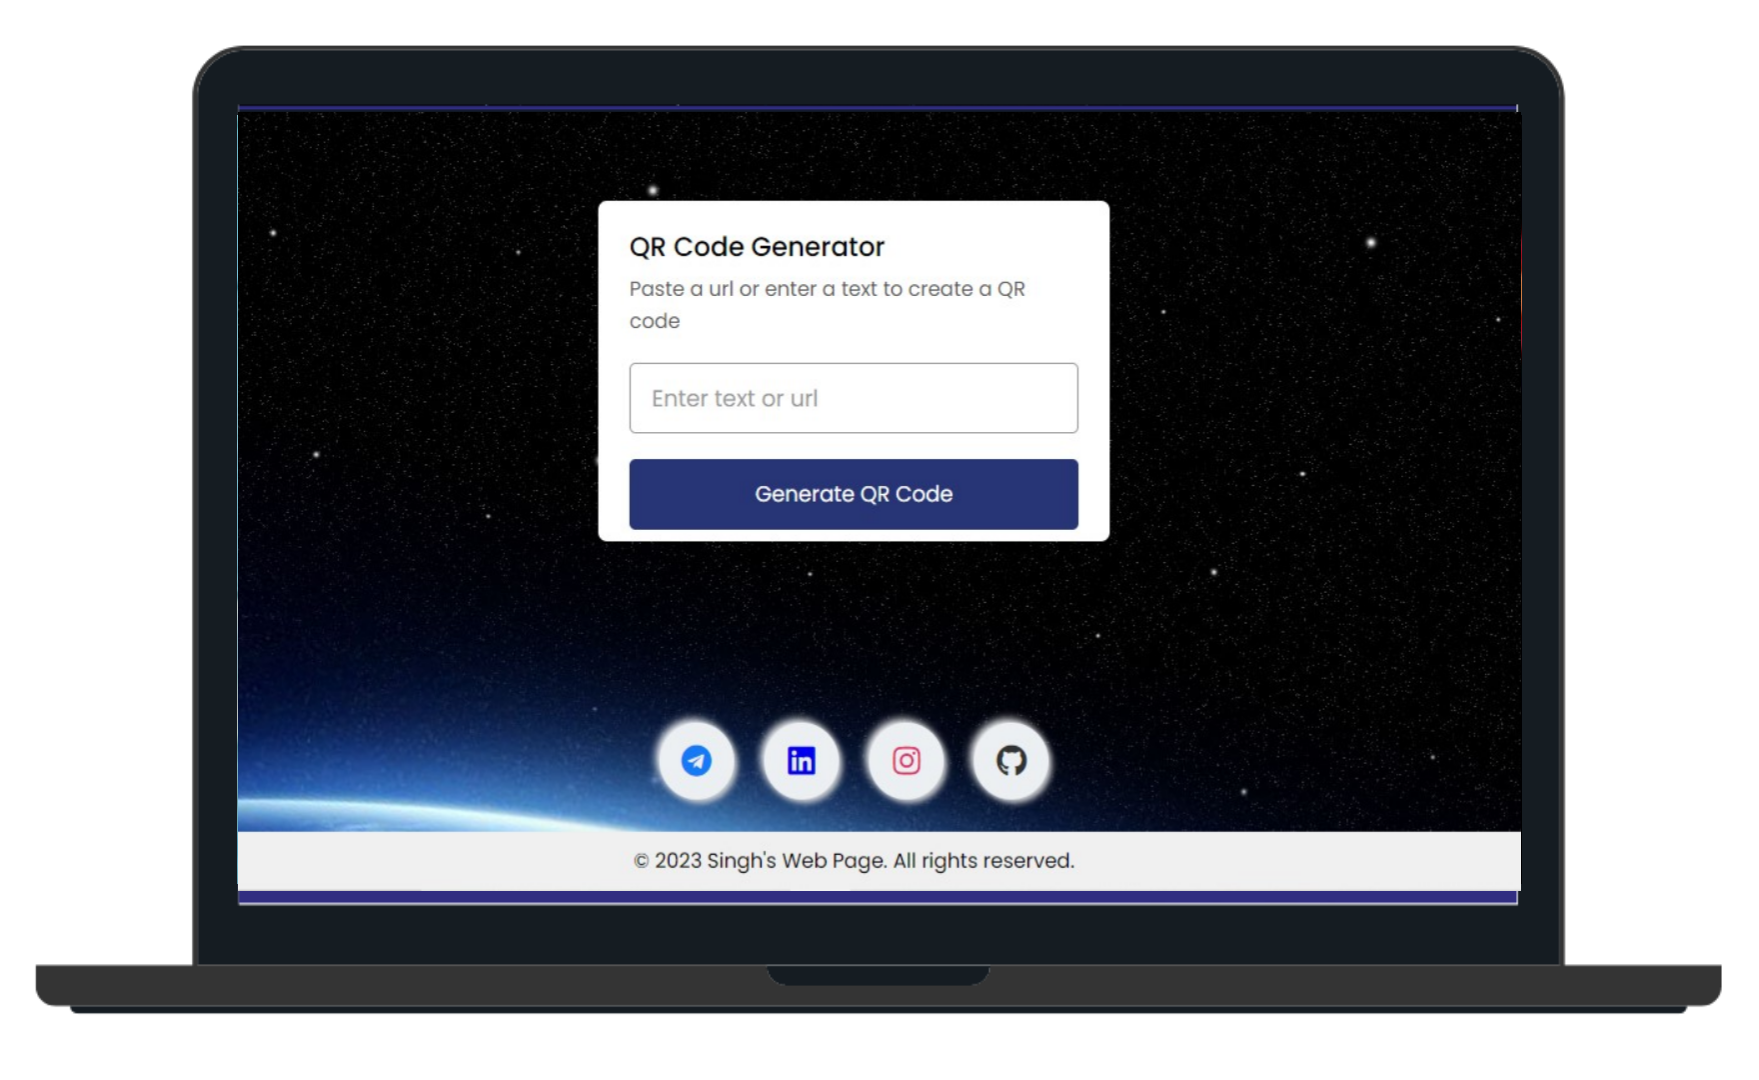 QR Code Generator
Paste a url or enter a text to create a QR
code
Enter text or url
Generate QR Code
in
© 2023 Singh's Web Page. All rights reserved.